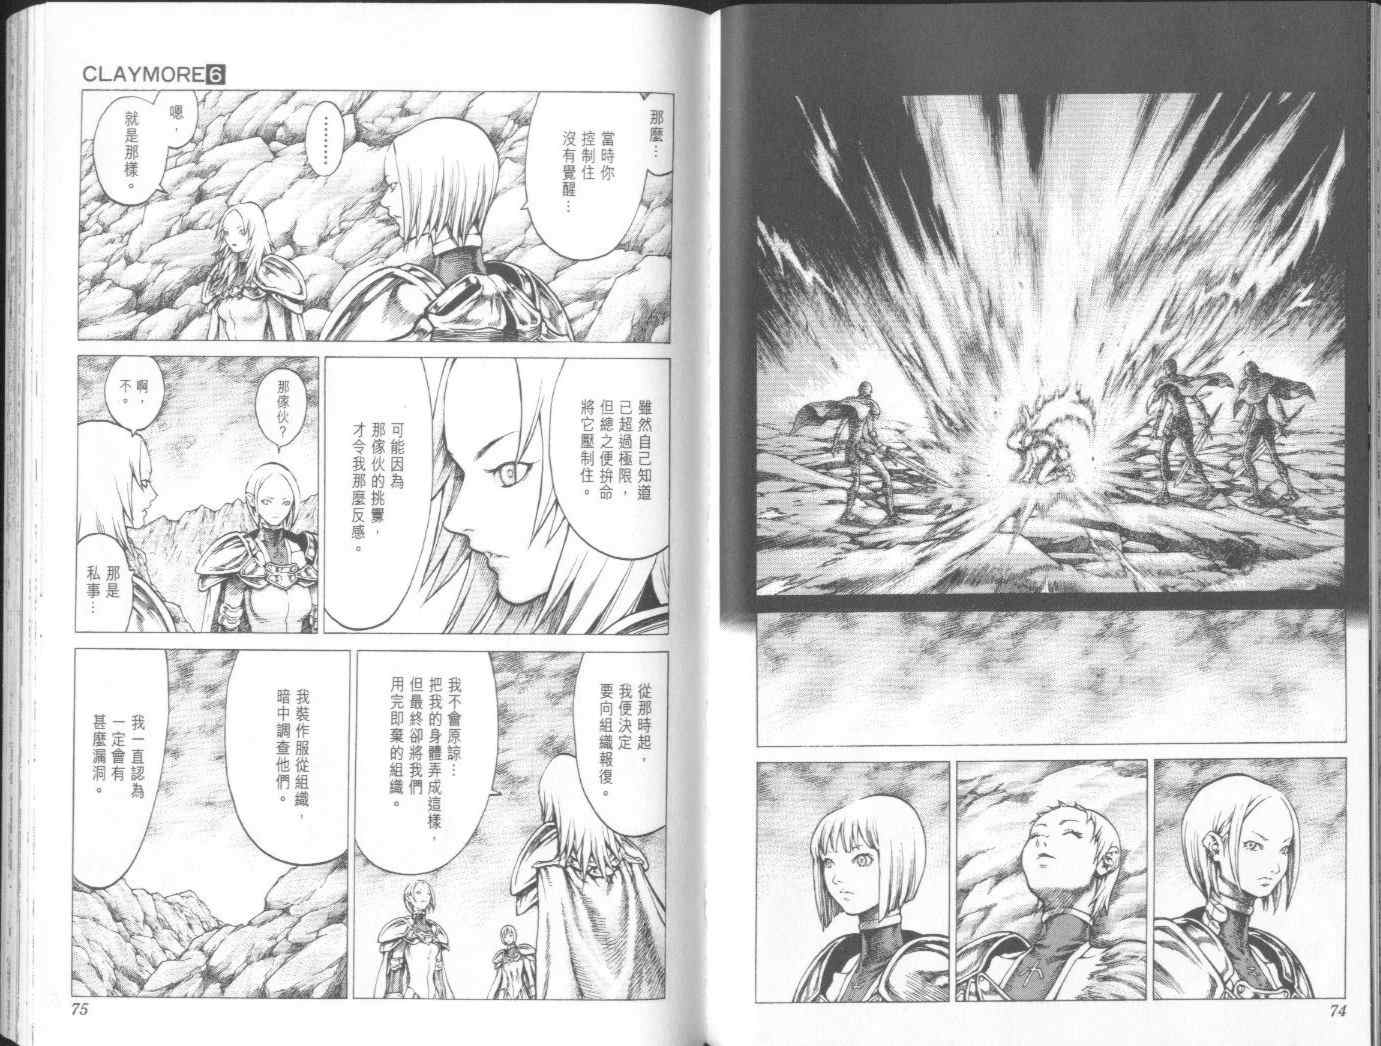 74
CLAYMORE6
那麼…
當時你
控制住
沒有覺醒…
…………
嗯，
就是那樣。
雖然自己知道
已超過極限，
但總之便拚命
將它壓制住。
可能因為
那傢伙的挑釁，
才令我那麼反感。
那傢伙？
啊，
不。
那是
私事…
從那時起，
我便決定
要向組織報復。
我不會原諒…
把我的身體弄成這樣，
但最終卻將我們
用完即棄的組織。
我裝作服從組織，
暗中調查他們。
我一直認為
一定會有
甚麼漏洞。
75